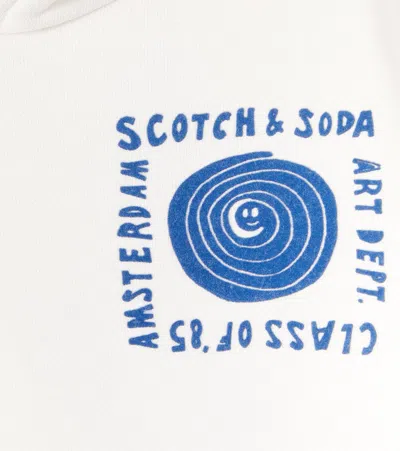 SCOTCH & SODA
ART DEPT.
CLASS OF '85
AMSTERDAM